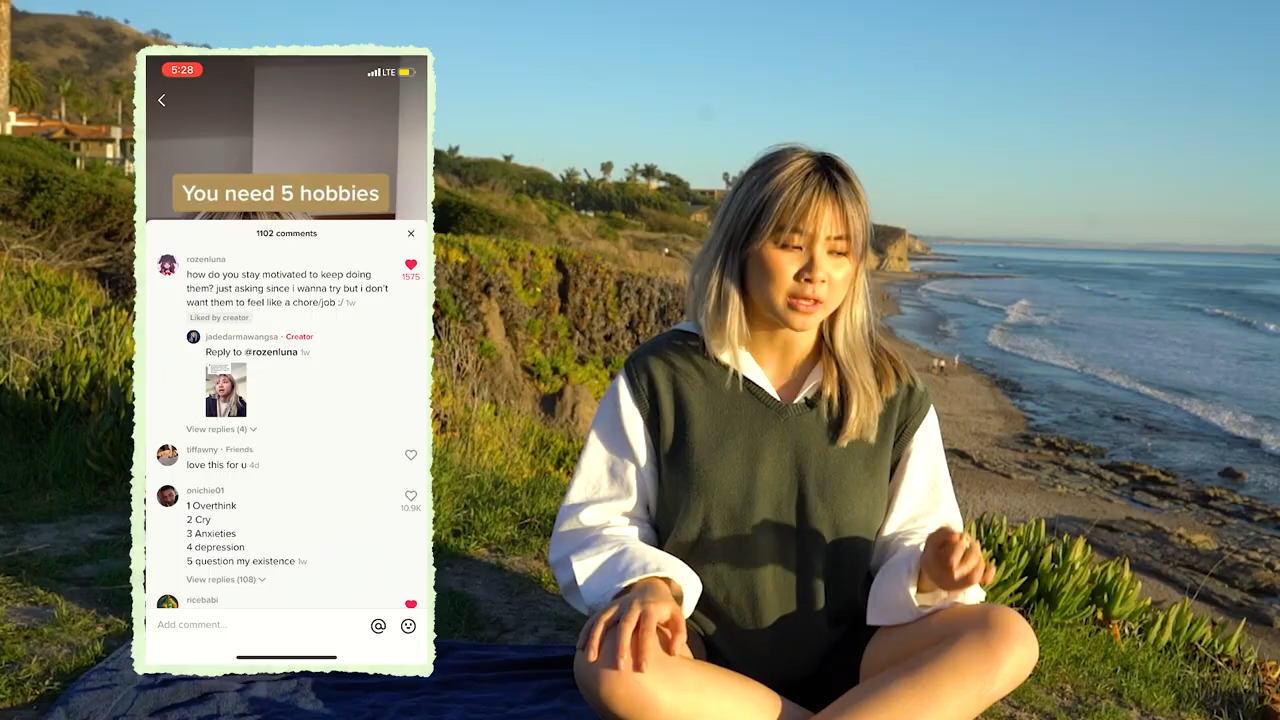 5:28
LTE
You need 5 hobbies
1102 comments
rozenluna
how do you stay motivated to keep doing
them? just asking since i wanna try but i don't
want them to feel like a chore/job :/ 1w
1575
Liked by creator
jadedarmawangsa · Creator
Reply to @rozenluna 1w
View replies (4)
tiffawny · Friends
love this for u 4d
onichie01
1 Overthink
10.9K
2 Cry
3 Anxieties
4 depression
5 question my existence 1w
View replies (108)
ricebabi
Add comment...